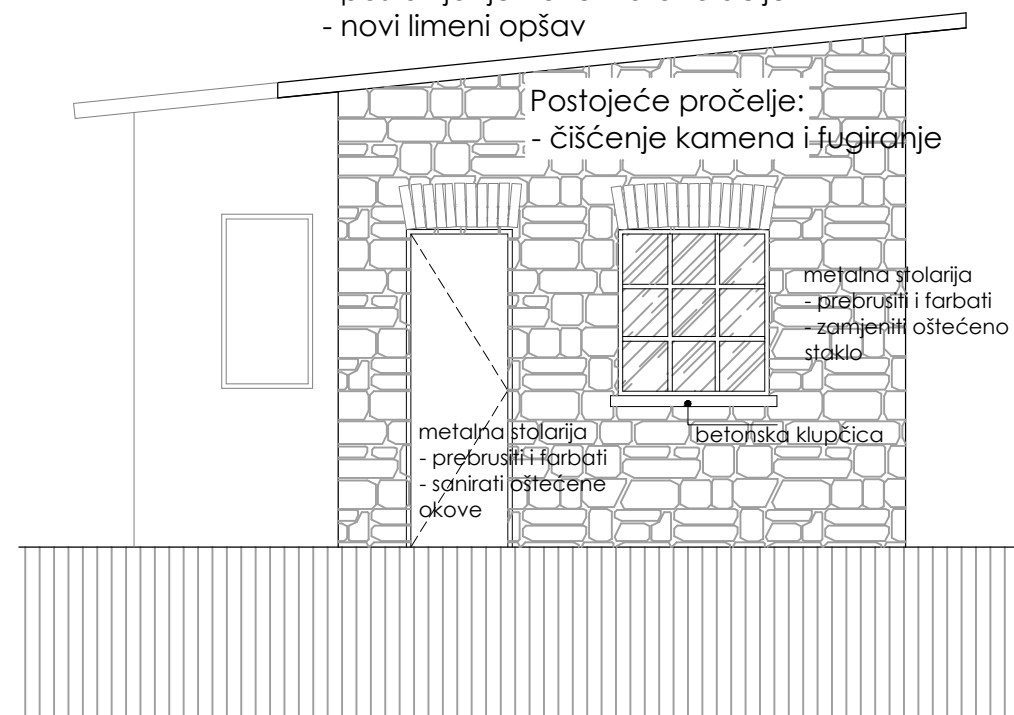 - novi limeni opšav
Postojeće pročelje:
- čišćenje kamena i fugiranje
metalna stolarija
- prebrusiti i farbati
- zamjeniti oštećeno
staklo
betonska klupčica
metalna stolarija
- prebrusiti i farbati
- sanirati oštećene
okove